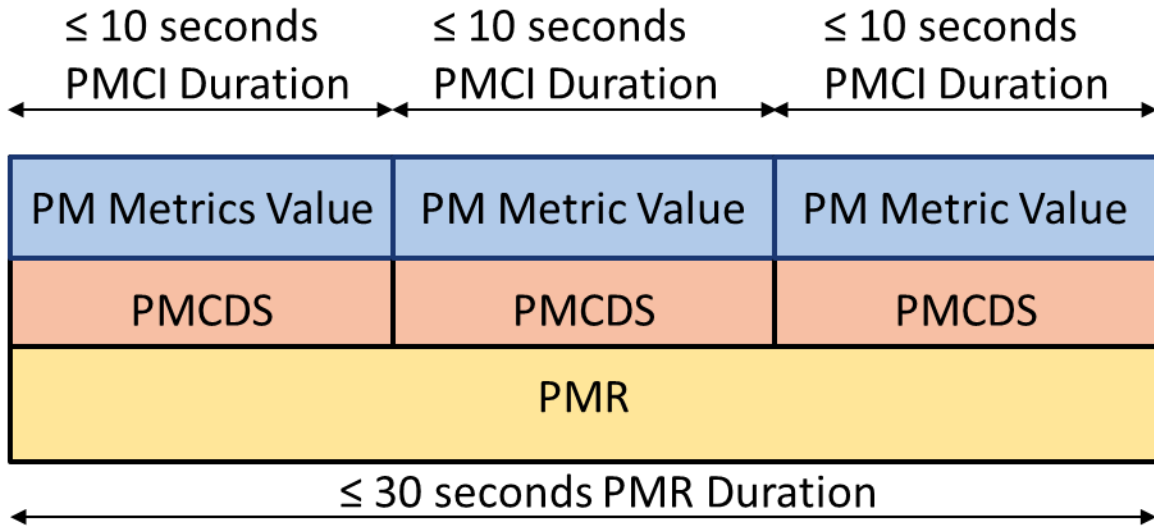 ≤ 10 seconds ≤ 10 seconds ≤ 10 seconds
PMCI Duration PMCI Duration PMCI Duration
PM Metrics Value PM Metric Value PM Metric Value
PMCDS PMCDS PMCDS
PMR
≤ 30 seconds PMR Duration